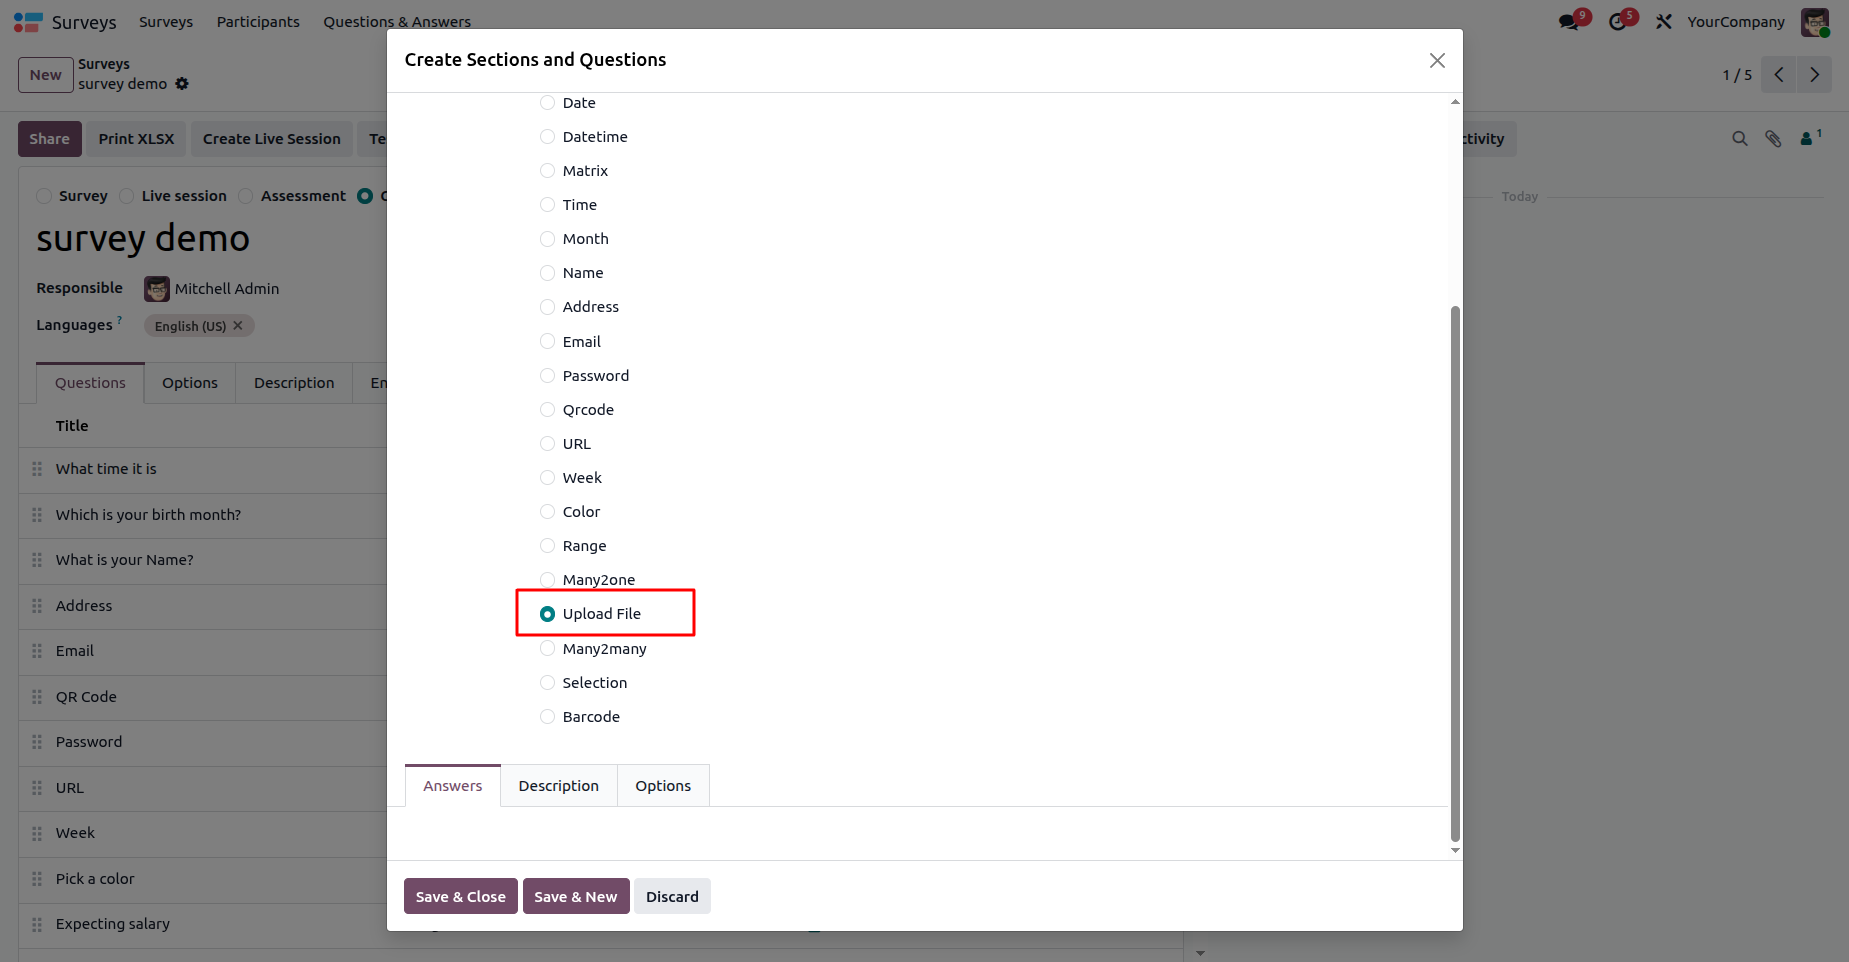 Surveys
Surveys
Participants
Questions & Answers
9
5
YourCompany
New
Surveys
survey demo
1 / 5
Share
Print XLSX
Create Live Session
Te
ctivity
1
Survey
Live session
Assessment
C
Today
survey demo
Responsible
Mitchell Admin
Languages ?
English (US)
Questions
Options
Description
En
Title
What time it is
Which is your birth month?
What is your Name?
Address
Email
QR Code
Password
URL
Week
Pick a color
Expecting salary
Create Sections and Questions
Date
Datetime
Matrix
Time
Month
Name
Address
Email
Password
Qrcode
URL
Week
Color
Range
Many2one
Upload File
Many2many
Selection
Barcode
Answers
Description
Options
Save & Close
Save & New
Discard